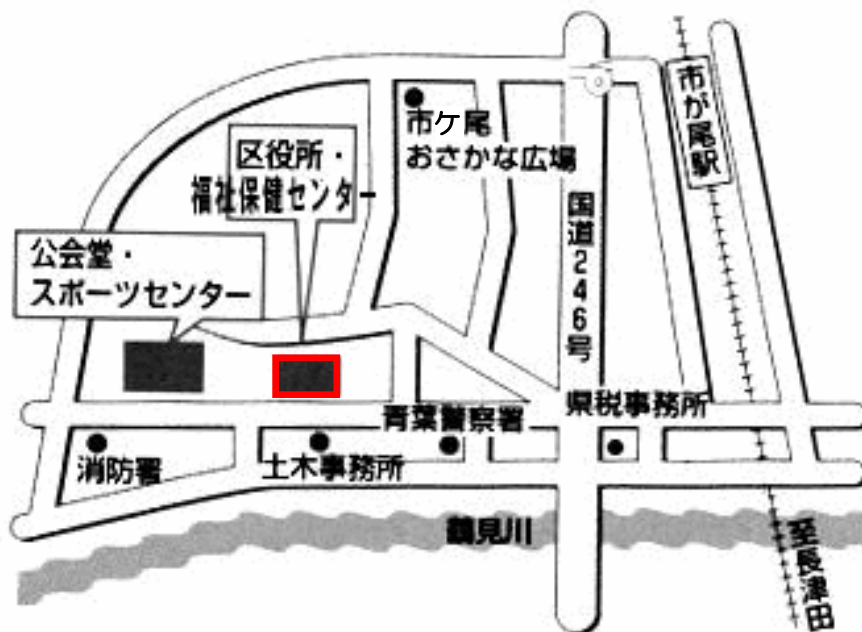 市が尾駅
市ケ尾
おさかな広場
区役所・
福祉保健センター
国道246号
公会堂・
スポーツセンター
県税事務所
青葉警察署
消防署
土木事務所
鶴見川
至長津田